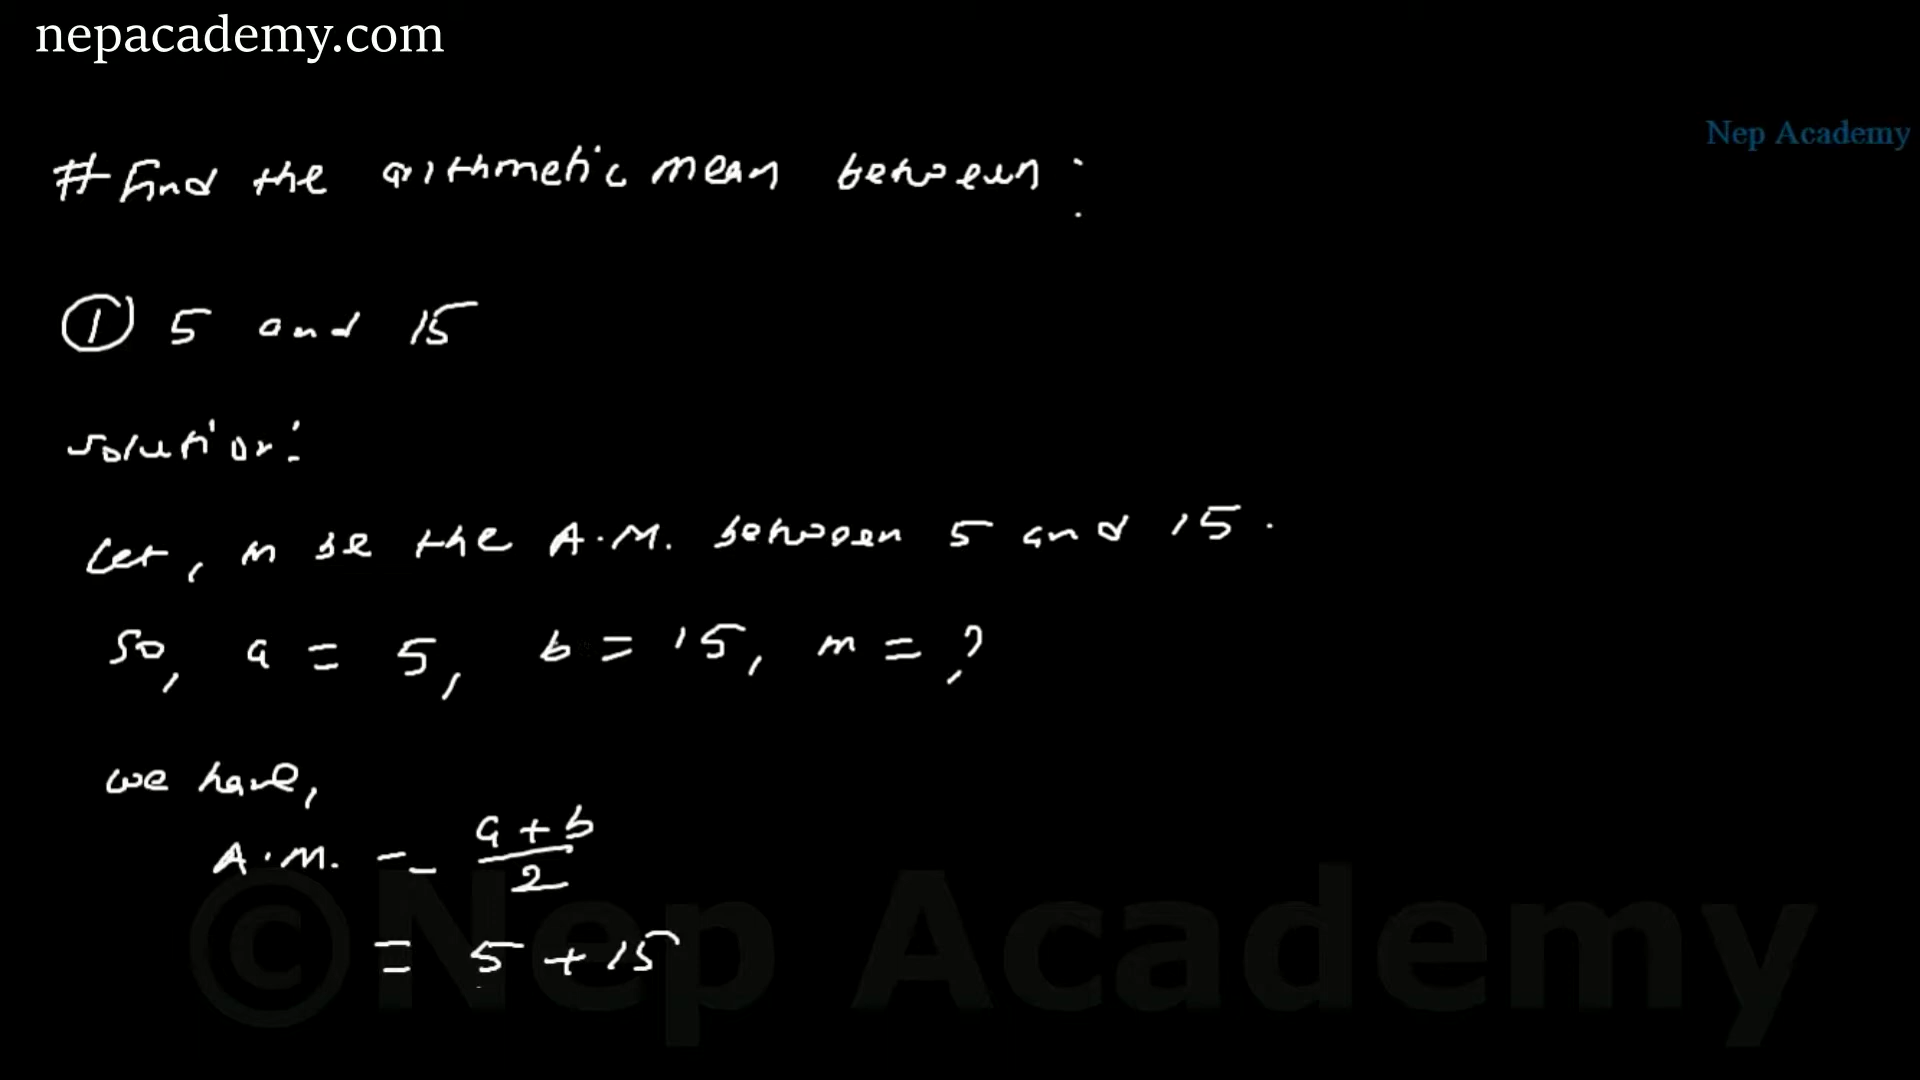 nepacademy.com
Nep Academy
# Find the arithmetic mean between:
① 5 and 15
Solution:
Let, m be the A.M. between 5 and 15.
So, a = 5, b = 15, m = ?
we have,
A.M. = a + b / 2
= 5 + 15
©Nep Academy